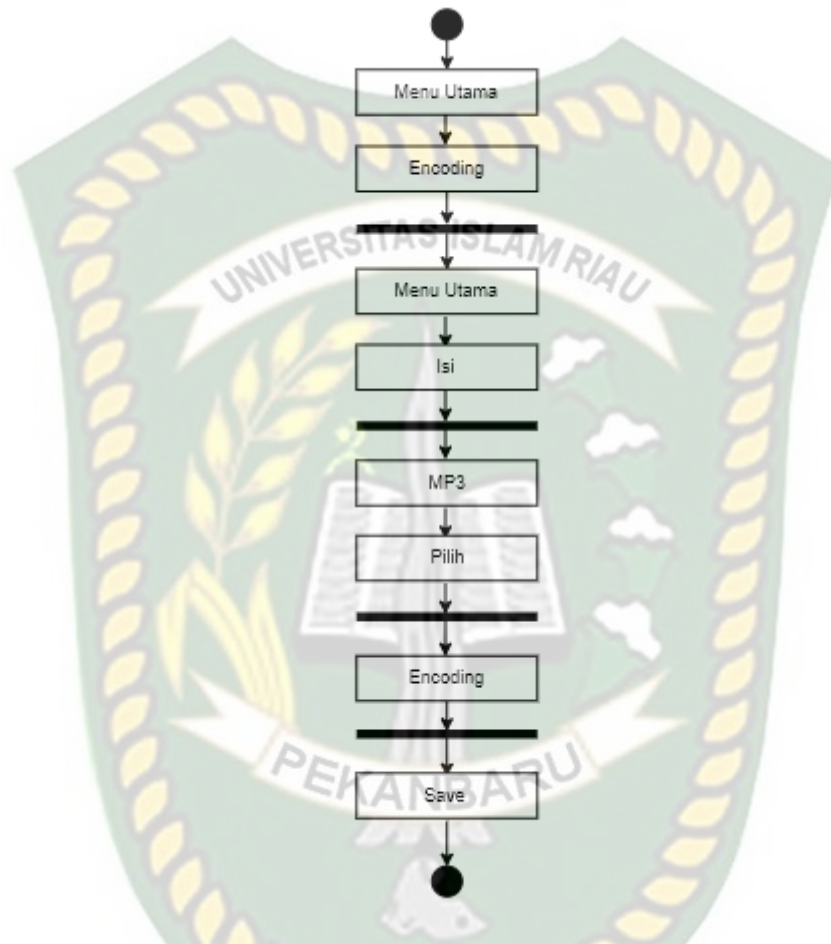 Menu Utama
Encoding
UNIVERSITAS ISLAM RIAU
Menu Utama
Isi
MP3
Pilih
Encoding
PEKANBARU
Save